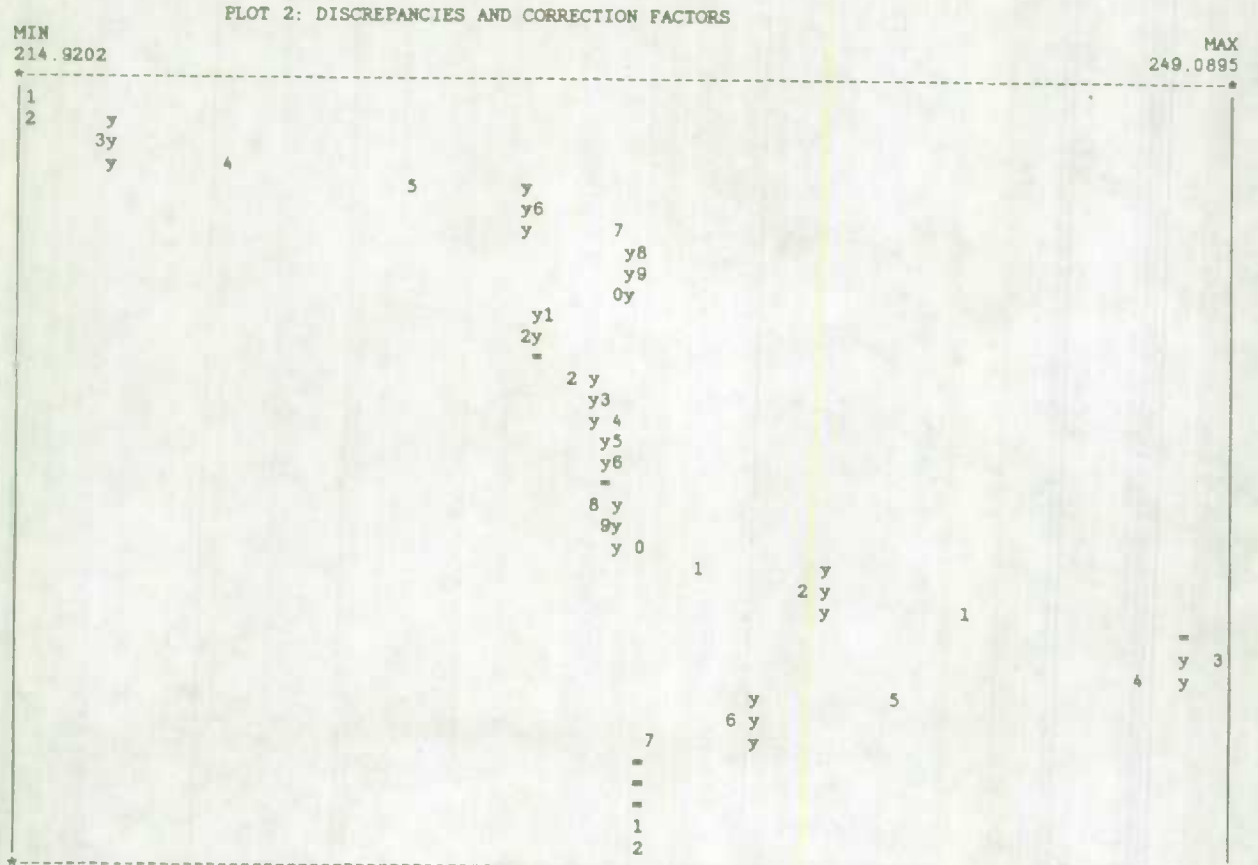 PLOT 2: DISCREPANCIES AND CORRECTION FACTORS
MIN MAX
214.9202 249.0895
*-----------------------------------------------------------------------------------------------------*
1
2 y
3y
y 4
5 y
y6
y 7
y8
y9
0y
y1
2y
=
2 y
y3
y 4
y5
y6
=
8 y
9y
y 0
1 y
2 y
y 1
=
y 3
4 y
y 5
6 y
7 y
=
=
=
1
2
*----------------------------------------